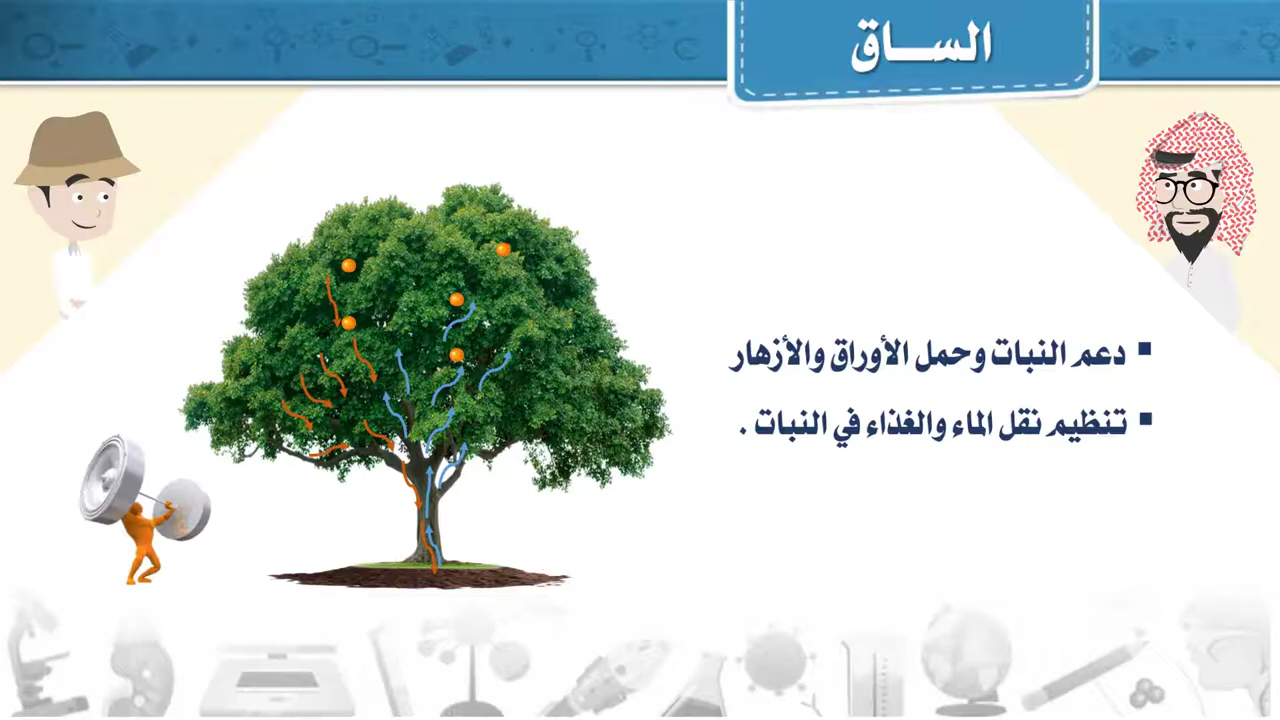 الساق
▪ دعم النبات وحمل الأوراق والأزهار
▪ تنظيم نقل الماء والغذاء في النبات .